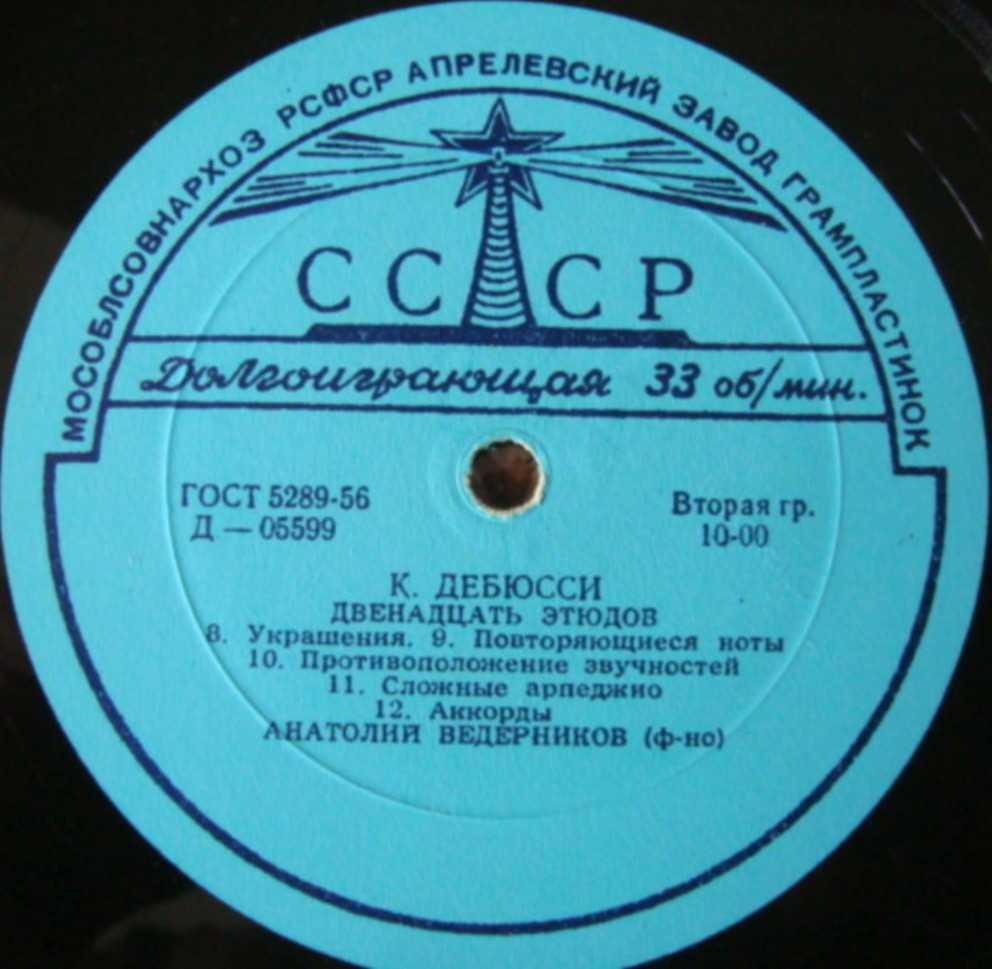 МОСОБЛСОВНАРХОЗ РСФСР АПРЕЛЕВСКИЙ ЗАВОД ГРАМПЛАСТИНОК
СССР
Долгоиграющая 33 об/мин.
ГОСТ 5289-56
Д — 05599
Вторая гр.
10-00
К. ДЕБЮССИ
ДВЕНАДЦАТЬ ЭТЮДОВ
8. Украшения. 9. Повторяющиеся ноты
10. Противоположение звучностей
11. Сложные арпеджио
12. Аккорды
АНАТОЛИЙ ВЕДЕРНИКОВ (ф-но)